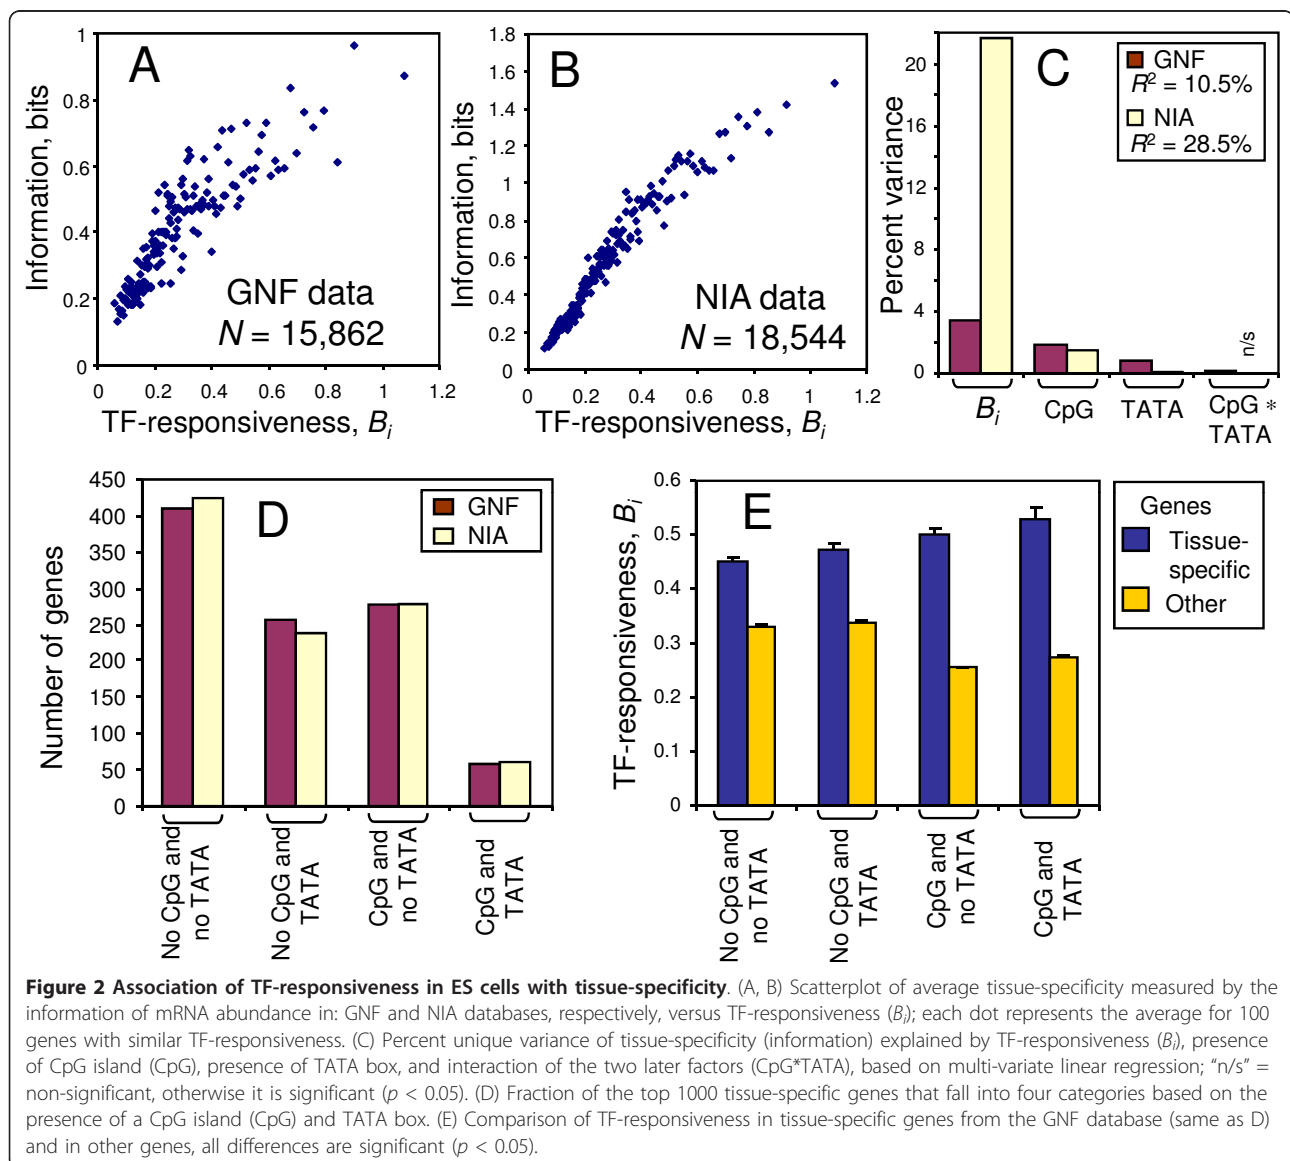 A
Information, bits
1
0.8
0.6
0.4
0.2
0
0 0.2 0.4 0.6 0.8 1 1.2
GNF data
N = 15,862
TF-responsiveness, Bi
B
Information, bits
1.8
1.6
1.4
1.2
1
0.8
0.6
0.4
0.2
0
0 0.2 0.4 0.6 0.8 1 1.2
NIA data
N = 18,544
TF-responsiveness, Bi
C
Percent variance
20
16
12
8
4
0
GNF
R² = 10.5%
NIA
R² = 28.5%
n/s
Bi
CpG
TATA
CpG *
TATA
D
Number of genes
450
400
350
300
250
200
150
100
50
0
GNF
NIA
No CpG and
no TATA
No CpG and
TATA
CpG and
no TATA
CpG and
TATA
E
TF-responsiveness, Bi
0.6
0.5
0.4
0.3
0.2
0.1
0
Genes
Tissue-
specific
Other
No CpG and
no TATA
No CpG and
TATA
CpG and
no TATA
CpG and
TATA
Figure 2 Association of TF-responsiveness in ES cells with tissue-specificity. (A, B) Scatterplot of average tissue-specificity measured by the
information of mRNA abundance in: GNF and NIA databases, respectively, versus TF-responsiveness (Bi); each dot represents the average for 100
genes with similar TF-responsiveness. (C) Percent unique variance of tissue-specificity (information) explained by TF-responsiveness (Bi), presence
of CpG island (CpG), presence of TATA box, and interaction of the two later factors (CpG*TATA), based on multi-variate linear regression; “n/s” =
non-significant, otherwise it is significant (p < 0.05). (D) Fraction of the top 1000 tissue-specific genes that fall into four categories based on the
presence of a CpG island (CpG) and TATA box. (E) Comparison of TF-responsiveness in tissue-specific genes from the GNF database (same as D)
and in other genes, all differences are significant (p < 0.05).